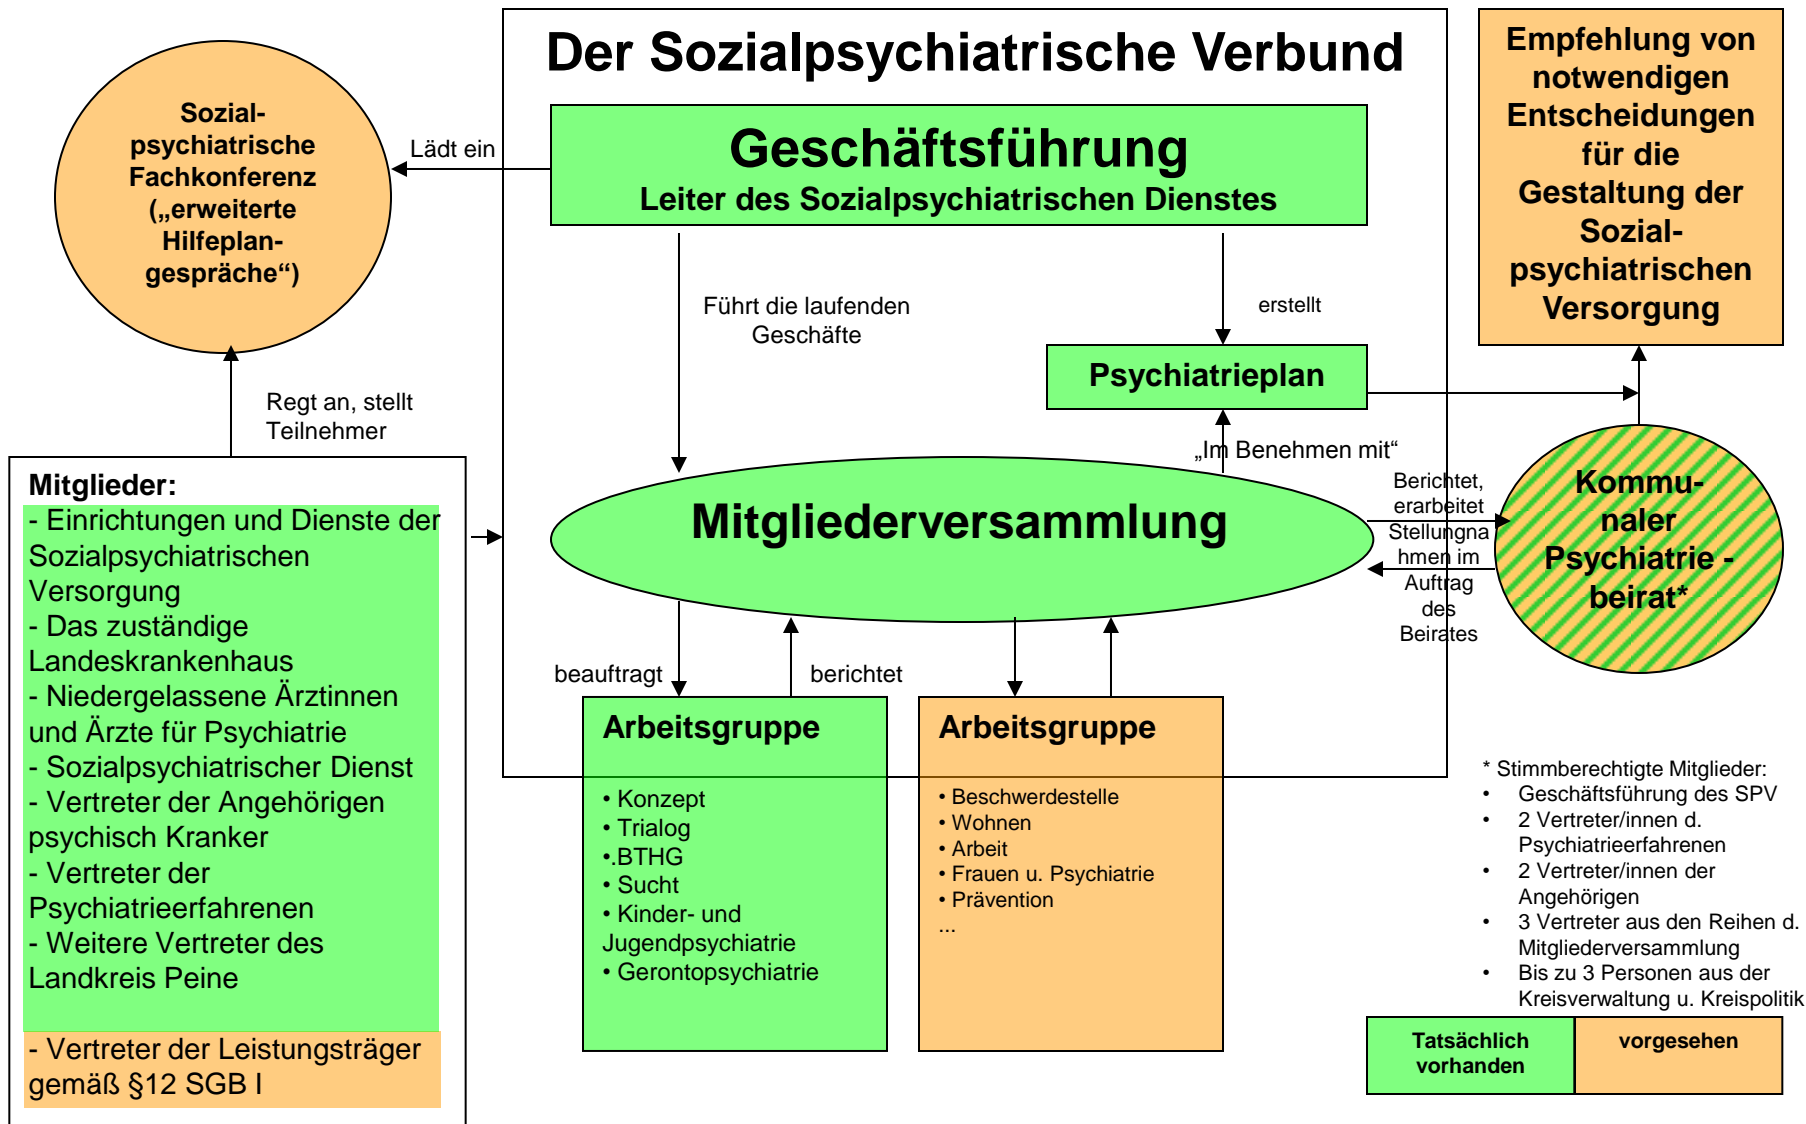 Der Sozialpsychiatrische Verbund
Sozial-
psychiatrische
Fachkonferenz
(„erweiterte
Hilfeplan-
gespräche“)
Lädt ein
Geschäftsführung
Leiter des Sozialpsychiatrischen Dienstes
Empfehlung von
notwendigen
Entscheidungen
für die
Gestaltung der
Sozial-
psychiatrischen
Versorgung
Führt die laufenden
Geschäfte
erstellt
Psychiatrieplan
Regt an, stellt
Teilnehmer
„Im Benehmen mit“
Mitglieder:
- Einrichtungen und Dienste der
Sozialpsychiatrischen
Versorgung
- Das zuständige
Landeskrankenhaus
- Niedergelassene Ärztinnen
und Ärzte für Psychiatrie
- Sozialpsychiatrischer Dienst
- Vertreter der Angehörigen
psychisch Kranker
- Vertreter der
Psychiatrieerfahrenen
- Weitere Vertreter des
Landkreis Peine
- Vertreter der Leistungsträger
gemäß §12 SGB I
Mitgliederversammlung
Berichtet,
erarbeitet
Stellungna
hmen im
Auftrag
des
Beirates
Kommu-
naler
Psychiatrie -
beirat*
beauftragt
berichtet
Arbeitsgruppe
• Konzept
• Trialog
•.BTHG
• Sucht
• Kinder- und
Jugendpsychiatrie
• Gerontopsychiatrie
Arbeitsgruppe
• Beschwerdestelle
• Wohnen
• Arbeit
• Frauen u. Psychiatrie
• Prävention
...
* Stimmberechtigte Mitglieder:
• Geschäftsführung des SPV
• 2 Vertreter/innen d.
Psychiatrieerfahrenen
• 2 Vertreter/innen der
Angehörigen
• 3 Vertreter aus den Reihen d.
Mitgliederversammlung
• Bis zu 3 Personen aus der
Kreisverwaltung u. Kreispolitik
Tatsächlich
vorhanden
vorgesehen